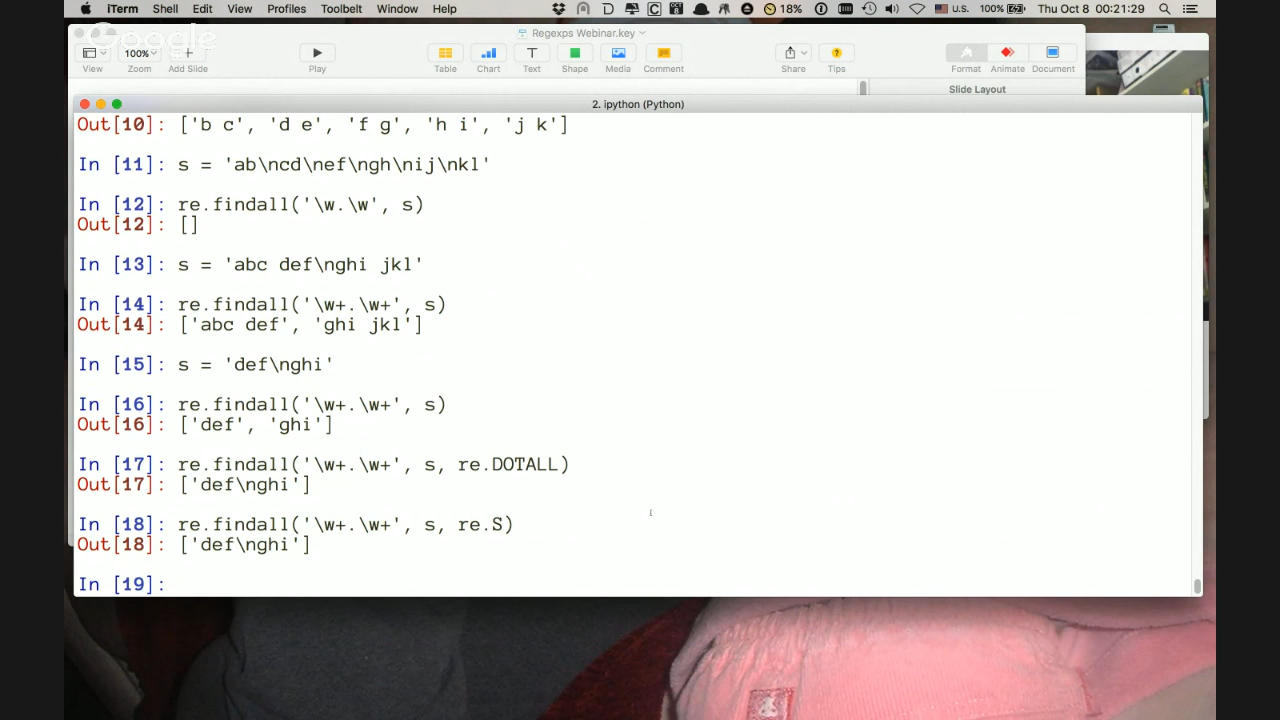 iTerm Shell Edit View Profiles Toolbelt Window Help 18% U.S. 100% Thu Oct 8 00:21:29
Google
Regexps Webinar.key
100%
View Zoom Add Slide Play Table Chart Text Shape Media Comment Share Tips Format Animate Document
Slide Layout
2. ipython (Python)
Out[10]: ['b c', 'd e', 'f g', 'h i', 'j k']
In [11]: s = 'ab\ncd\nef\ngh\nij\nkl'
In [12]: re.findall('\w.\w', s)
Out[12]: []
In [13]: s = 'abc def\nghi jkl'
In [14]: re.findall('\w+.\w+', s)
Out[14]: ['abc def', 'ghi jkl']
In [15]: s = 'def\nghi'
In [16]: re.findall('\w+.\w+', s)
Out[16]: ['def', 'ghi']
In [17]: re.findall('\w+.\w+', s, re.DOTALL)
Out[17]: ['def\nghi']
In [18]: re.findall('\w+.\w+', s, re.S)
Out[18]: ['def\nghi']
In [19]: